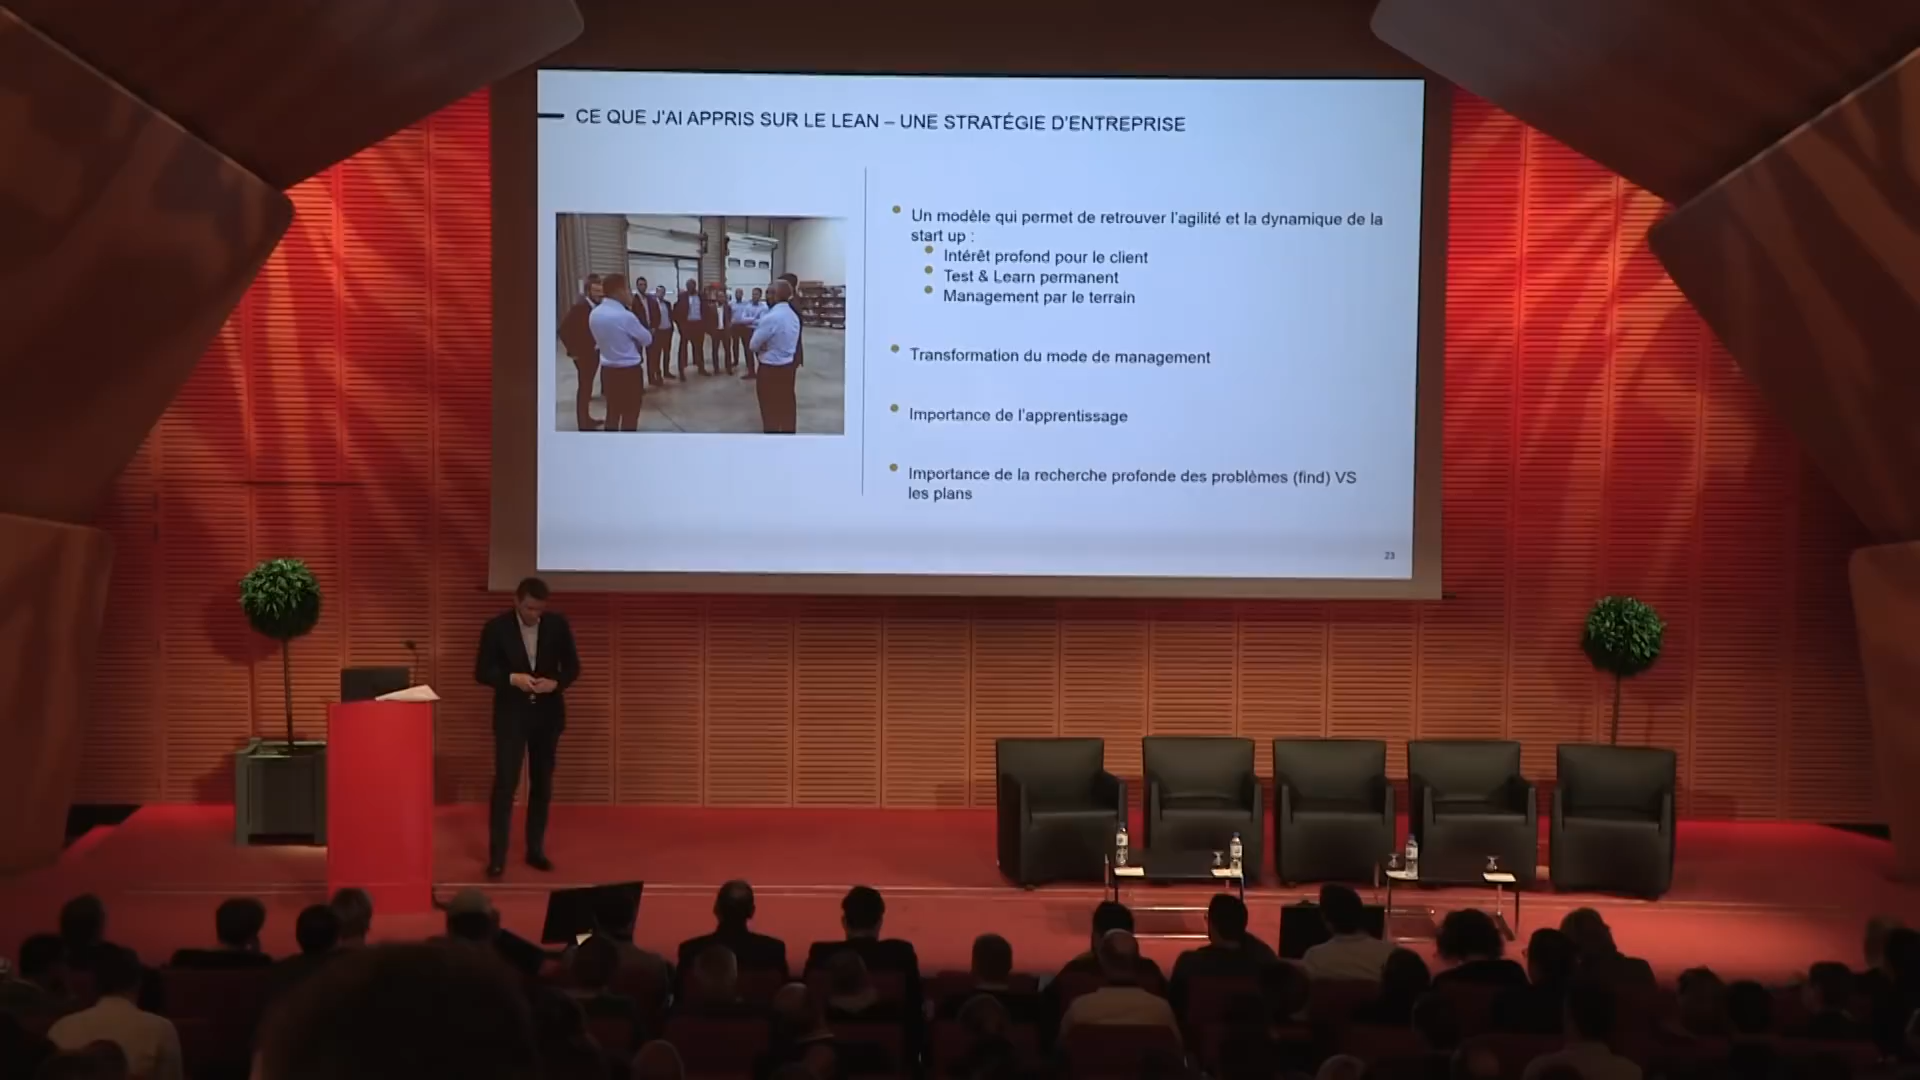 CE QUE J'AI APPRIS SUR LE LEAN – UNE STRATÉGIE D'ENTREPRISE
Un modèle qui permet de retrouver l'agilité et la dynamique de la
start up :
Intérêt profond pour le client
Test & Learn permanent
Management par le terrain
Transformation du mode de management
Importance de l'apprentissage
Importance de la recherche profonde des problèmes (find) VS
les plans
23